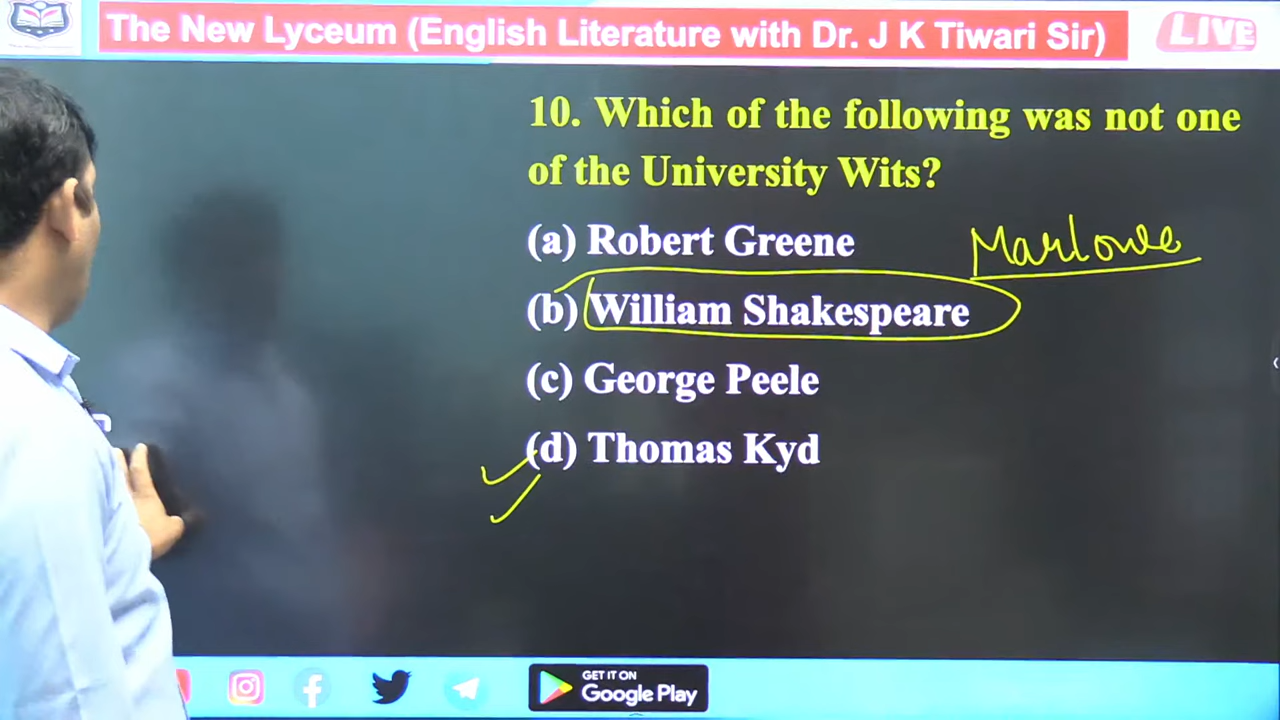 The New Lyceum (English Literature with Dr. J K Tiwari Sir)
LIVE
10. Which of the following was not one
of the University Wits?
(a) Robert Greene
Marlowe
(b) William Shakespeare
(c) George Peele
(d) Thomas Kyd
GET IT ON
Google Play